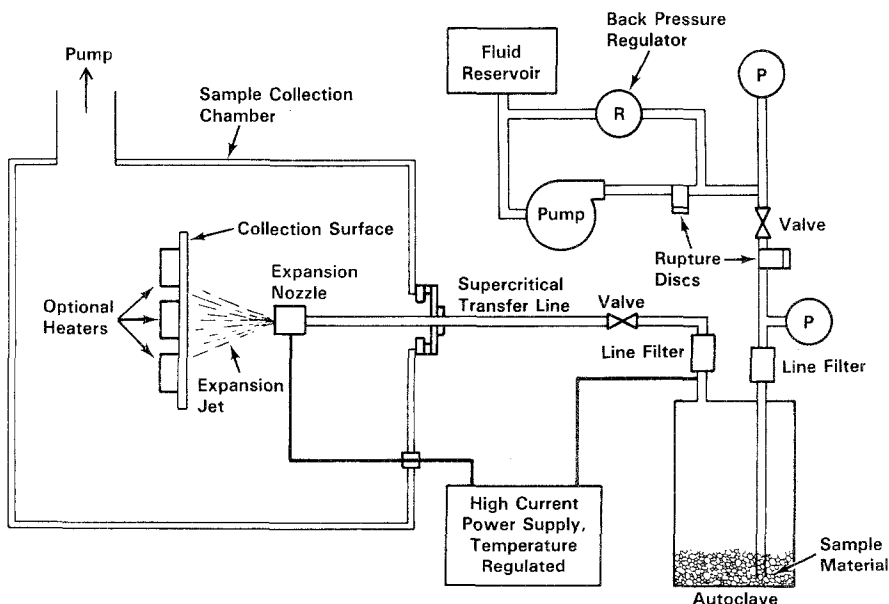 Pump
Sample Collection
Chamber
Collection Surface
Expansion
Nozzle
Optional
Heaters
Expansion
Jet
Supercritical
Transfer Line
Valve
Line Filter
High Current
Power Supply,
Temperature
Regulated
Fluid
Reservoir
Back Pressure
Regulator
R
P
Pump
Valve
Rupture
Discs
P
Line Filter
Sample
Material
Autoclave